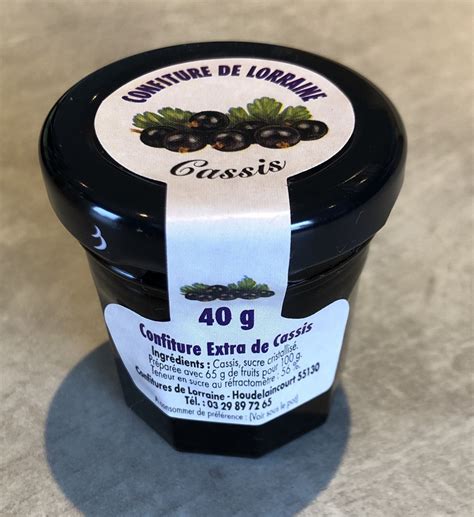 CONFITURE DE LORRAINE
Cassis
3
40 g
Confiture Extra de Cassis
Ingrédients : Cassis, sucre cristallisé.
Préparée avec 65 g de fruits pour 100 g.
Teneur en sucre au réfractomètre : 56 %.
Confitures de Lorraine - Houdelaincourt 55130
Tél. : 03 29 89 72 65
A consommer de préférence : (Voir sous le pot)